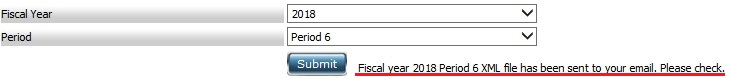 Fiscal Year 2018
Period Period 6
Submit Fiscal year 2018 Period 6 XML file has been sent to your email. Please check.